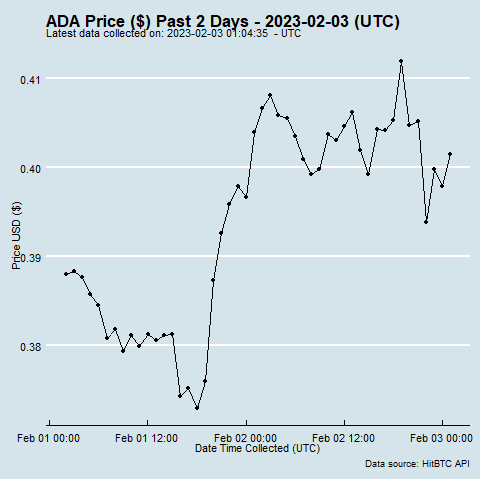 ADA Price ($) Past 2 Days - 2023-02-03 (UTC)
Latest data collected on: 2023-02-03 01:04:35 - UTC
0.41
0.40
0.39
0.38
Price USD ($)
Feb 01 00:00 Feb 01 12:00 Feb 02 00:00 Feb 02 12:00 Feb 03 00:00
Date Time Collected (UTC)
Data source: HitBTC API